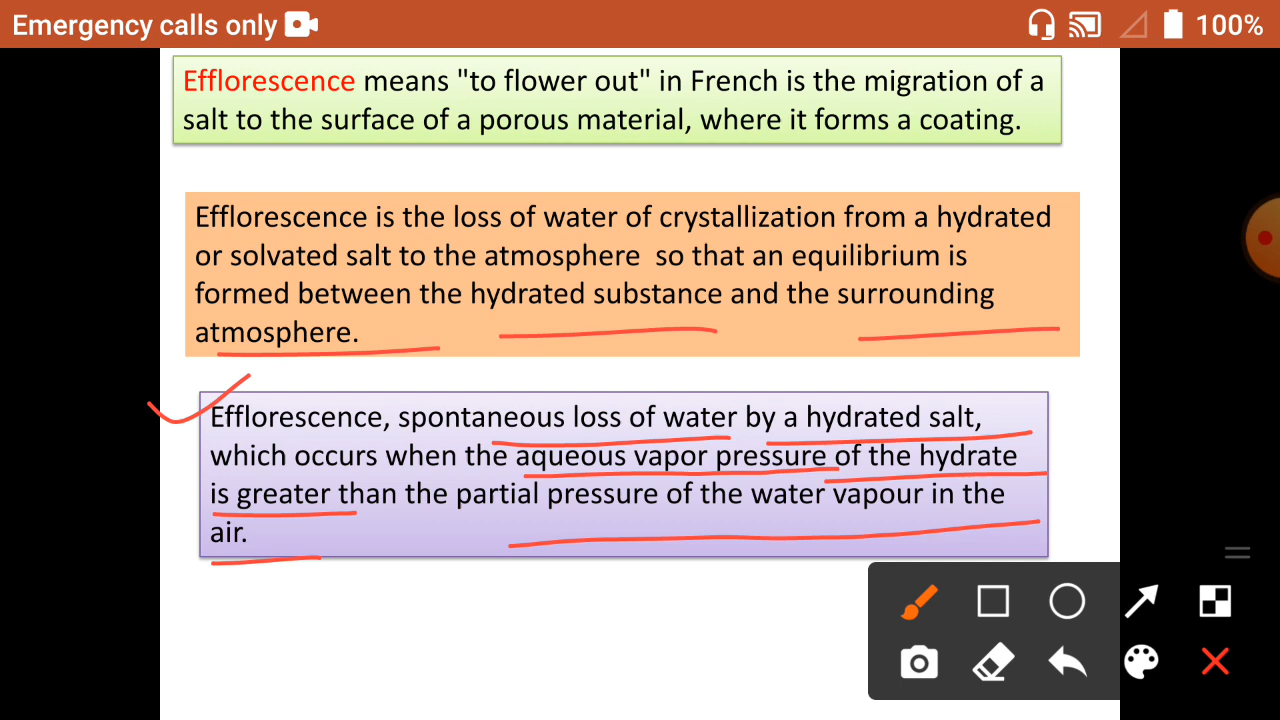 Emergency calls only
100%
Efflorescence means "to flower out" in French is the migration of a
salt to the surface of a porous material, where it forms a coating.
Efflorescence is the loss of water of crystallization from a hydrated
or solvated salt to the atmosphere  so that an equilibrium is
formed between the hydrated substance and the surrounding
atmosphere.
Efflorescence, spontaneous loss of water by a hydrated salt,
which occurs when the aqueous vapor pressure of the hydrate
is greater than the partial pressure of the water vapour in the
air.